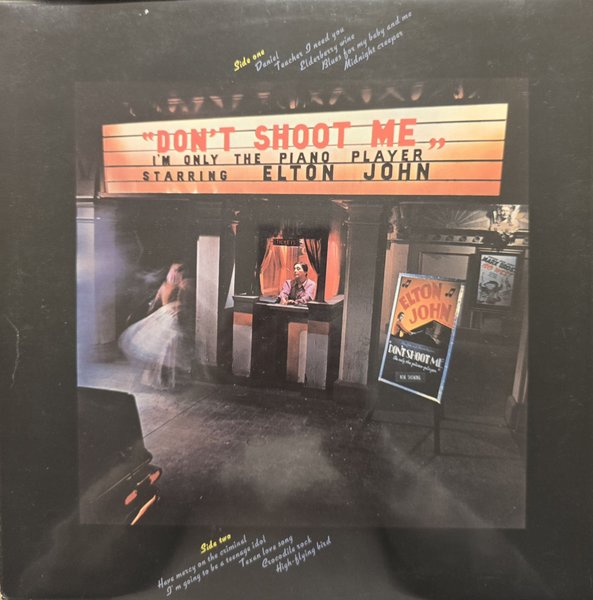 Side one
Daniel
Teacher I need you
Elderberry wine
Blues for my baby and me
Midnight creeper
"DON'T SHOOT ME"
I'M ONLY THE PIANO PLAYER
STARRING ELTON JOHN
ELTON
JOHN
DON'T SHOOT ME
MARX BROS.
Side two
Have mercy on the criminal
I'm going to be a teenage idol
Texan love song
Crocodile rock
High-flying bird